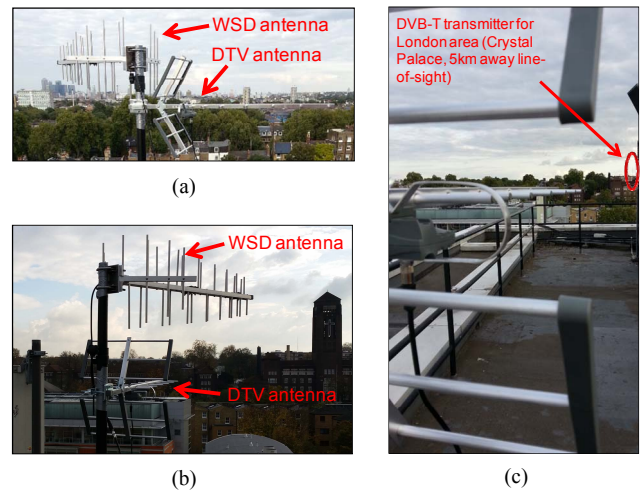 WSD antenna
DTV antenna
(a)
WSD antenna
DTV antenna
(b)
DVB-T transmitter for
London area (Crystal
Palace, 5km away line-
of-sight)
(c)